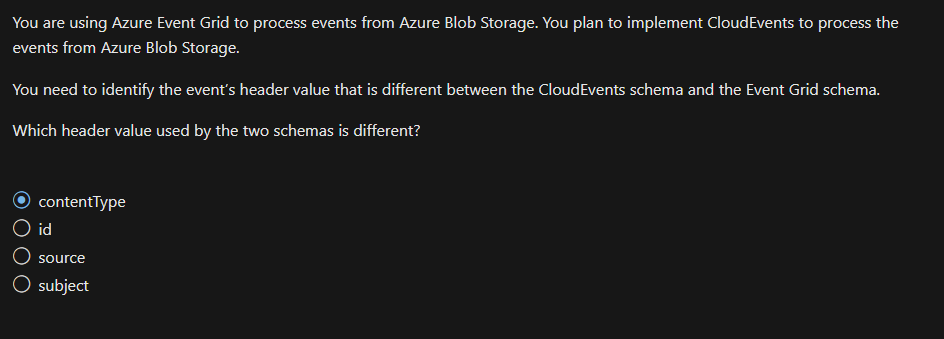 You are using Azure Event Grid to process events from Azure Blob Storage. You plan to implement CloudEvents to process the
events from Azure Blob Storage.
You need to identify the event's header value that is different between the CloudEvents schema and the Event Grid schema.
Which header value used by the two schemas is different?
contentType
id
source
subject